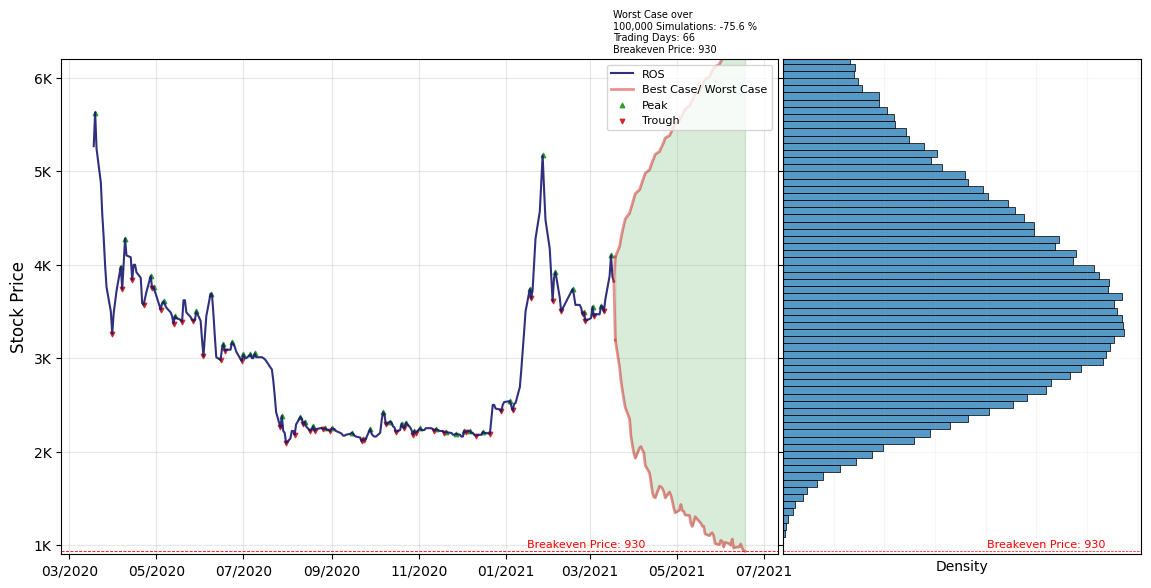 Worst Case over
100,000 Simulations: -75.6 %
Trading Days: 66
Breakeven Price: 930
ROS
Best Case/ Worst Case
Peak
Trough
Stock Price
6K
5K
4K
3K
2K
1K
Breakeven Price: 930
Breakeven Price: 930
03/2020 05/2020 07/2020 09/2020 11/2020 01/2021 03/2021 05/2021 07/2021
Density